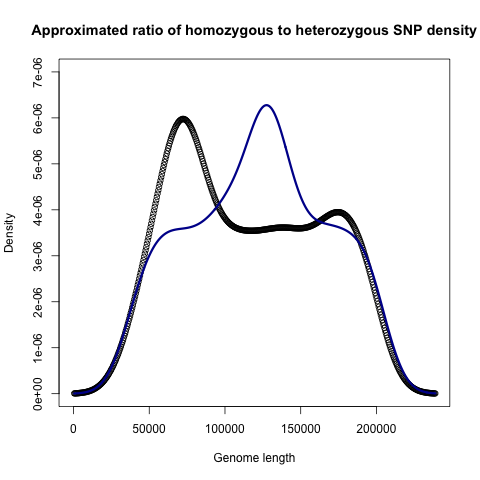 Approximated ratio of homozygous to heterozygous SNP density
7e-06
6e-06
5e-06
4e-06
3e-06
2e-06
1e-06
0e+00
Density
0 50000 100000 150000 200000
Genome length